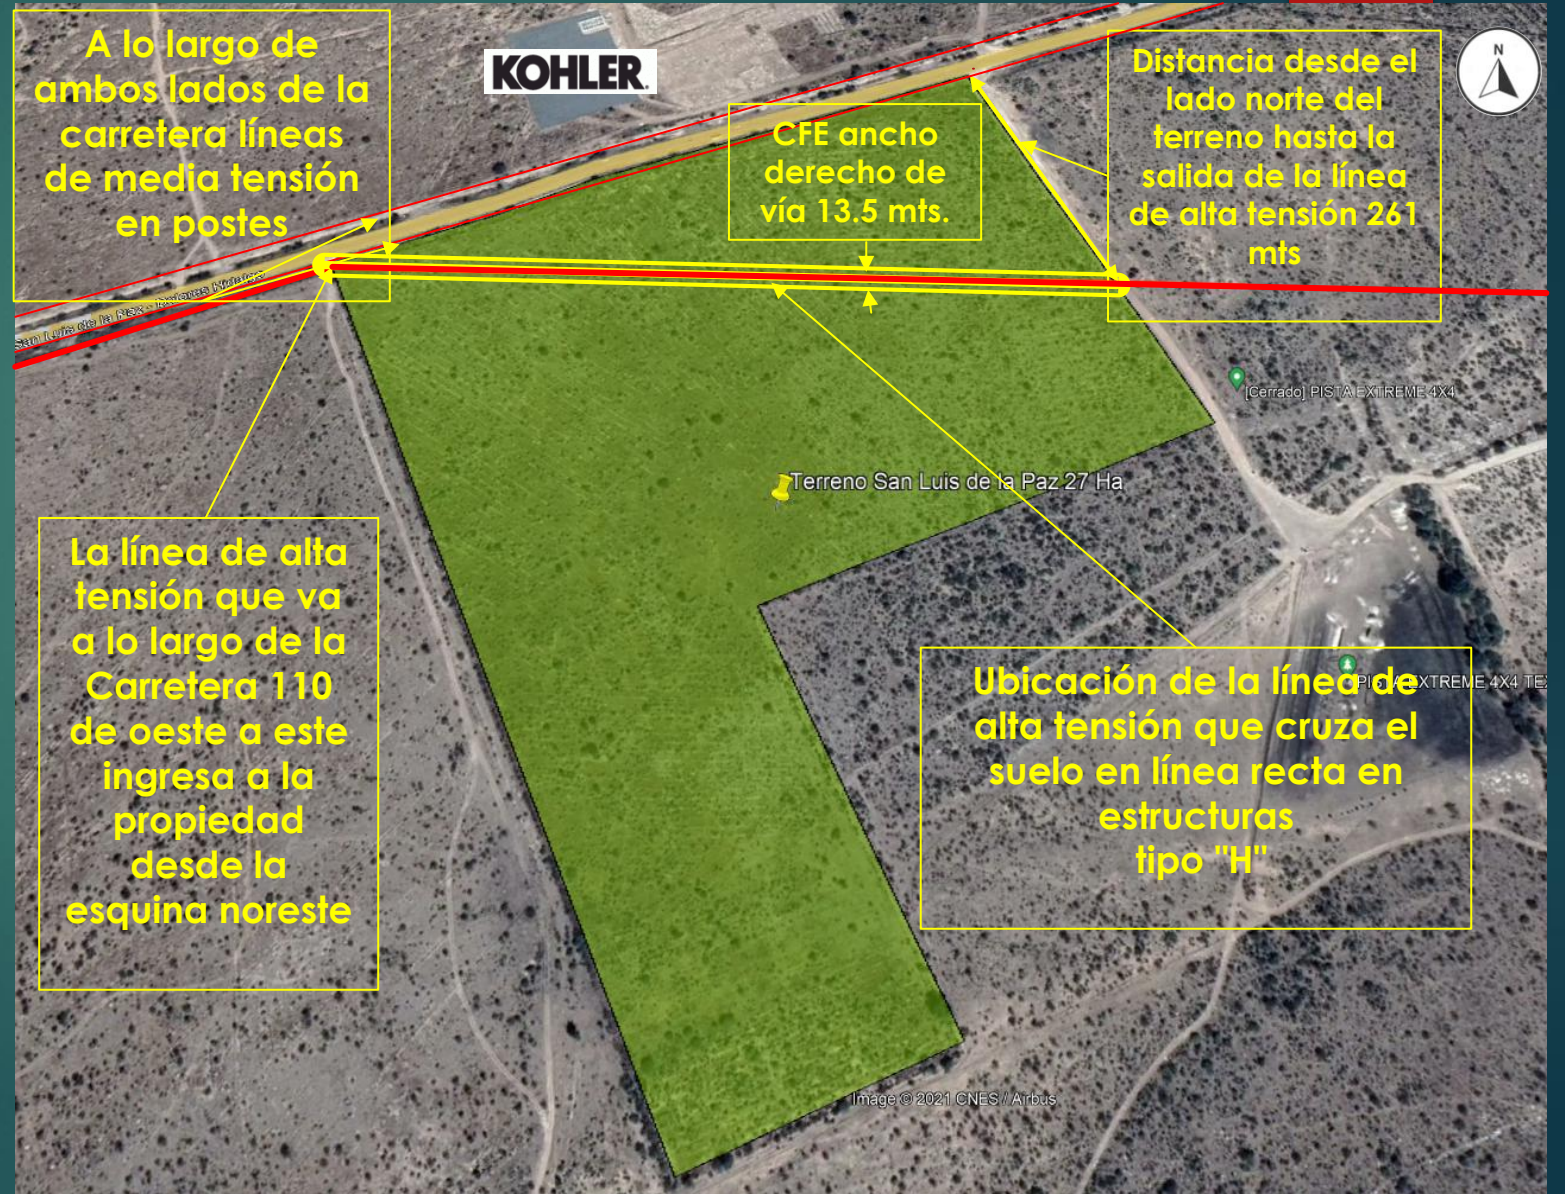 A lo largo de
ambos lados de la
carretera líneas
de media tensión
en postes
KOHLER
CFE ancho
derecho de
vía 13.5 mts.
Distancia desde el
lado norte del
terreno hasta la
salida de la línea
de alta tensión 261
mts
N
San Luis de la Paz - Dolores Hidalgo
[Cerrado] PISTA EXTREME 4X4
Terreno San Luis de la Paz 27 Ha
La línea de alta
tensión que va
a lo largo de la
Carretera 110
de oeste a este
ingresa a la
propiedad
desde la
esquina noreste
Ubicación de la línea de
alta tensión que cruza el
suelo en línea recta en
estructuras
tipo "H"
PISTA EXTREME 4X4 TE
Image © 2021 CNES / Airbus